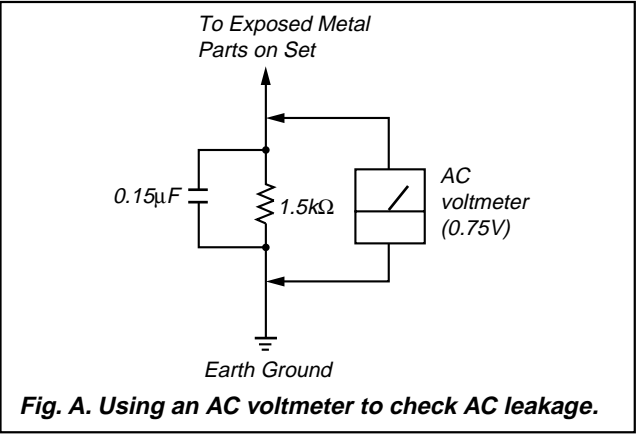 To Exposed Metal
Parts on Set
0.15μF
1.5kΩ
AC
voltmeter
(0.75V)
Earth Ground
Fig. A. Using an AC voltmeter to check AC leakage.